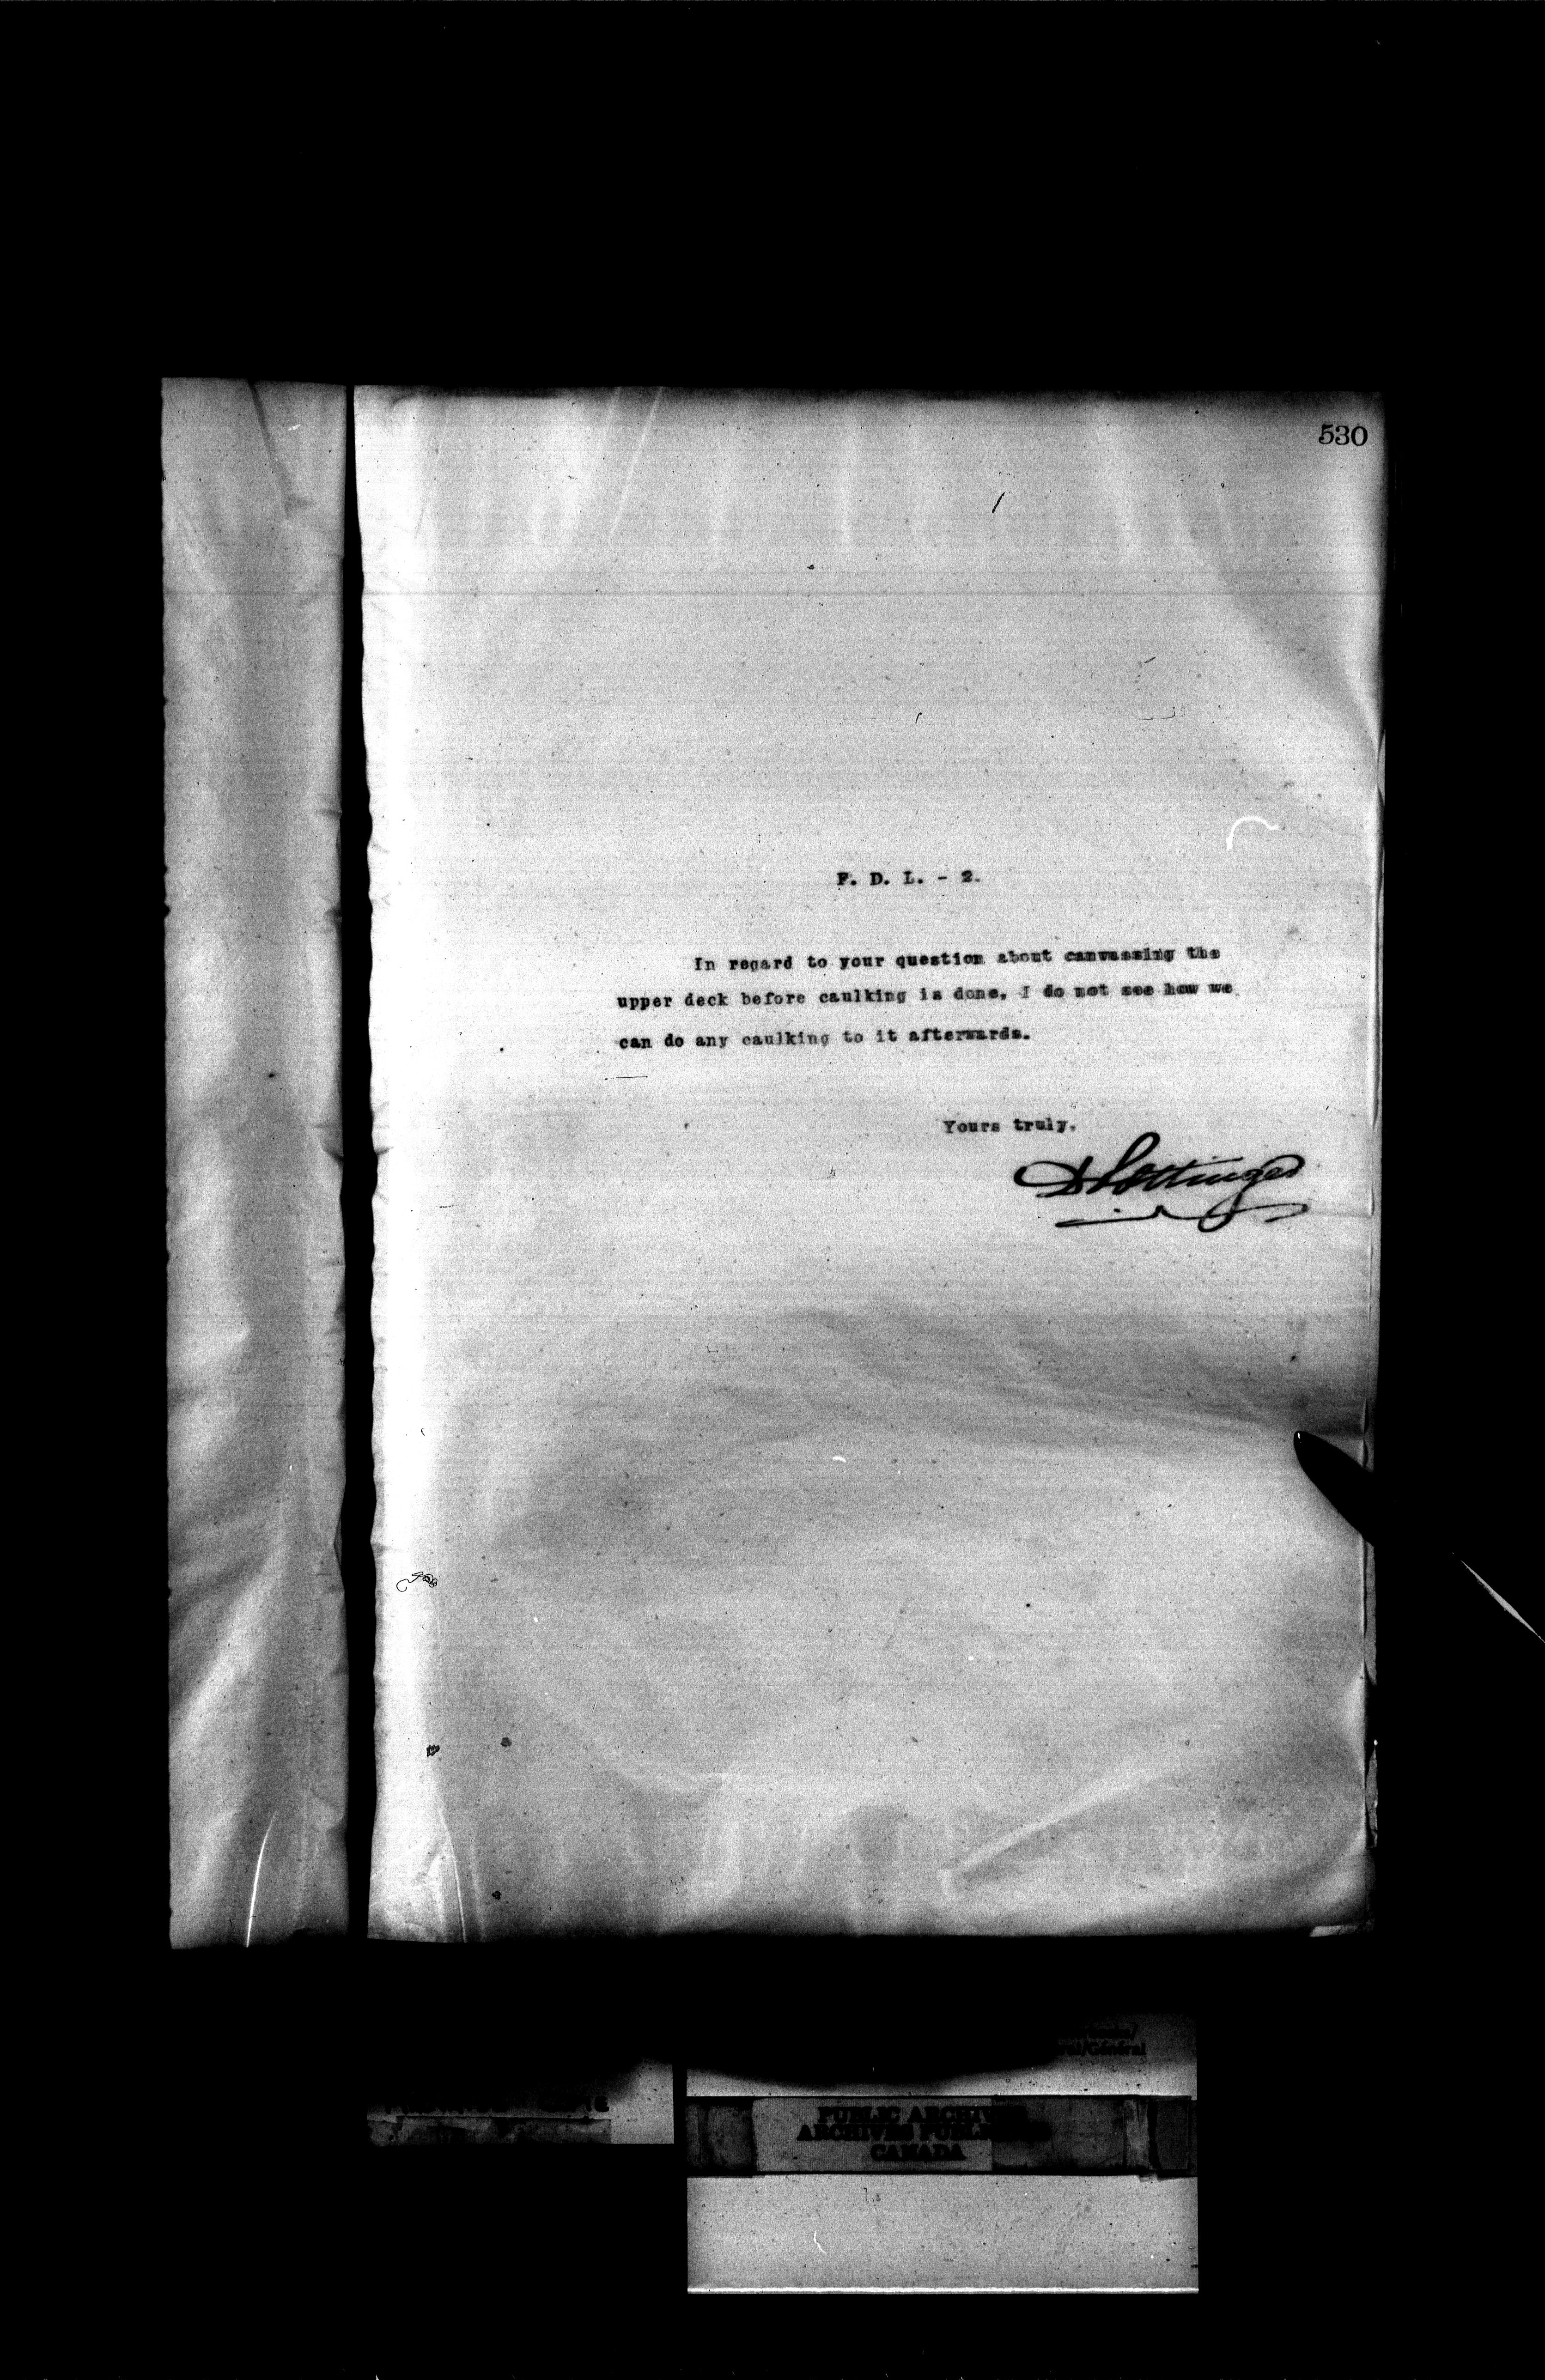 530
F. D. L. - 2.
In regard to your question about canvassing the
upper deck before caulking is done, I do not see how we
can do any caulking to it afterwards.
Yours truly,
D Pottinger
PUBLIC ARCHIVES
ARCHIVES PUBLIQUES
CANADA